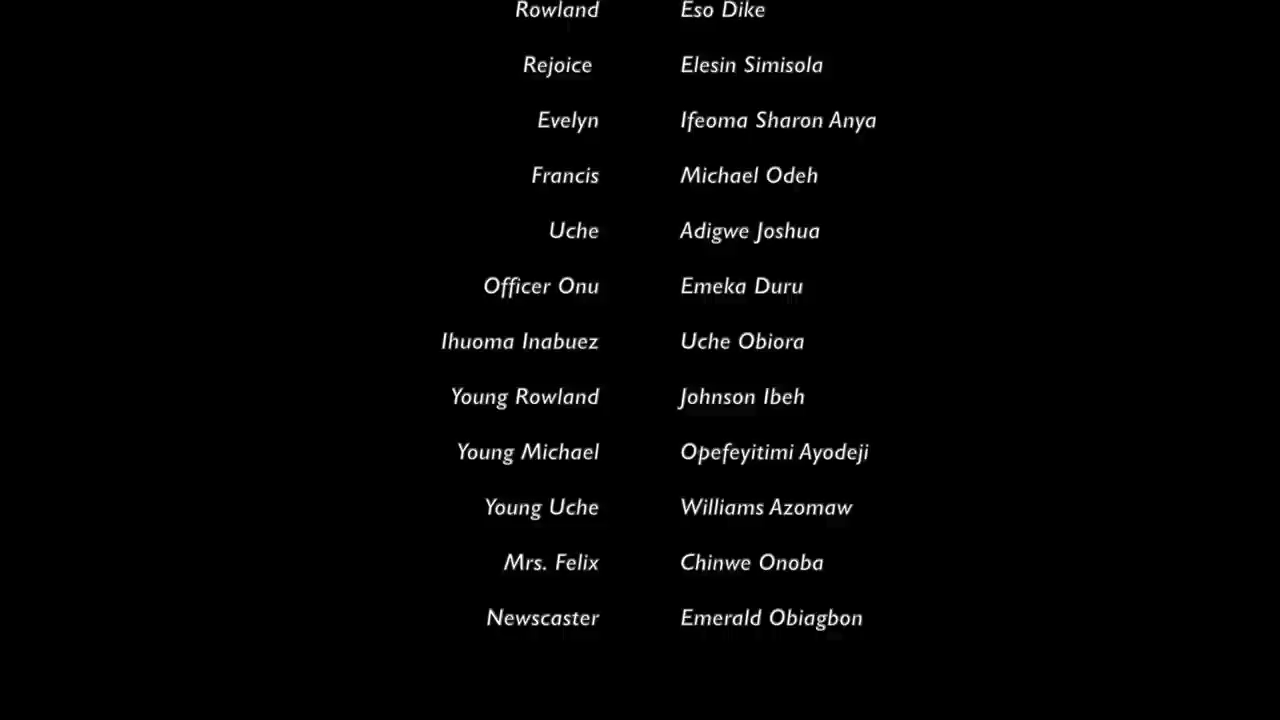 Rowland Eso Dike
Rejoice Elesin Simisola
Evelyn Ifeoma Sharon Anya
Francis Michael Odeh
Uche Adigwe Joshua
Officer Onu Emeka Duru
Ihuoma Inabuez Uche Obiora
Young Rowland Johnson Ibeh
Young Michael Opefeyitimi Ayodeji
Young Uche Williams Azomaw
Mrs. Felix Chinwe Onoba
Newscaster Emerald Obiagbon